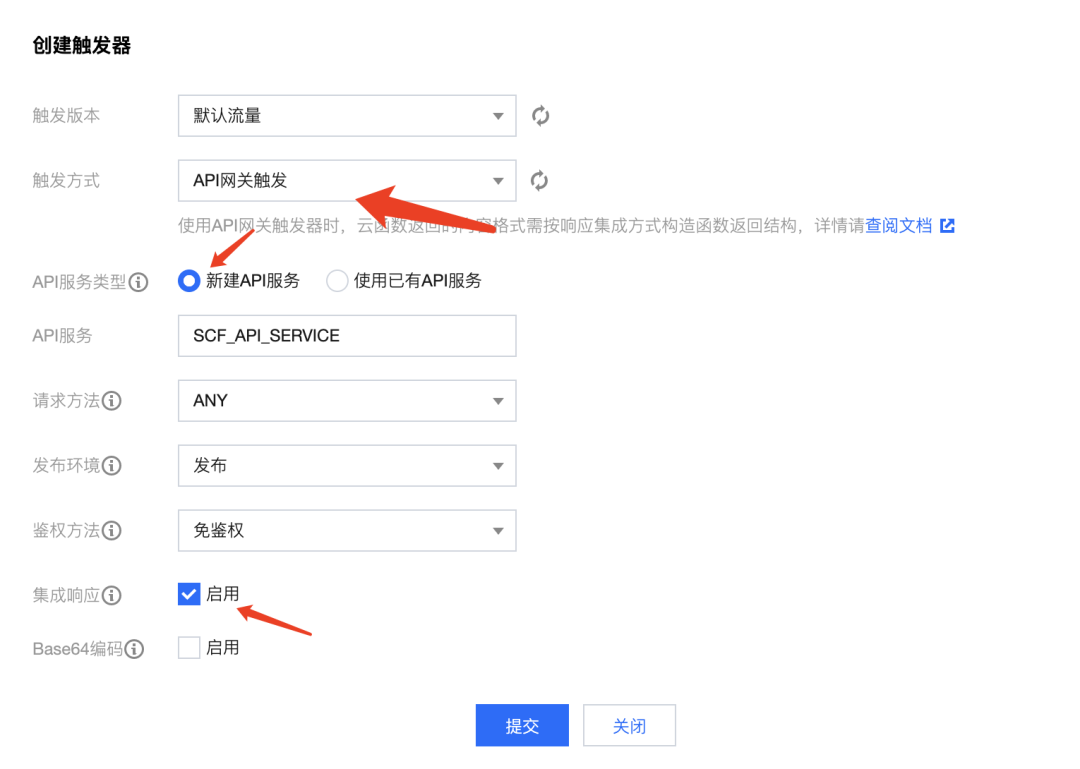 创建触发器
触发版本 默认流量
触发方式 API网关触发
使用API网关触发器时，云函数返回的内容格式需按响应集成方式构造函数返回结构，详情请查阅文档
API服务类型 新建API服务 使用已有API服务
API服务 SCF_API_SERVICE
请求方法 ANY
发布环境 发布
鉴权方法 免鉴权
集成响应 启用
Base64编码 启用
提交 关闭